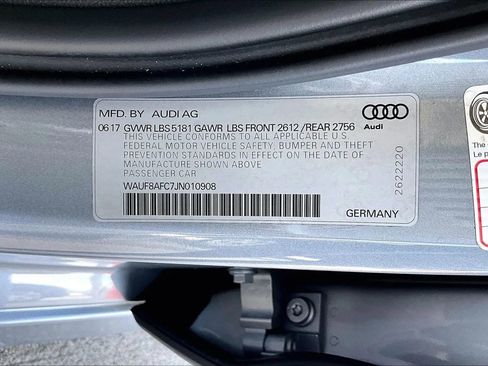 MFD. BY AUDI AG
06 17 GVWR LBS 5181 GAWR LBS FRONT 2612 /REAR 2756
THIS VEHICLE CONFORMS TO ALL APPLICABLE U.S.
FEDERAL MOTOR VEHICLE SAFETY, BUMPER AND THEFT
PREVENTION STANDARDS IN EFFECT ON THE DATE OF
MANUFACTURE SHOWN ABOVE
PASSENGER CAR
WAUF8AFC7JN010908
Audi
2622220
GERMANY
The
Le p